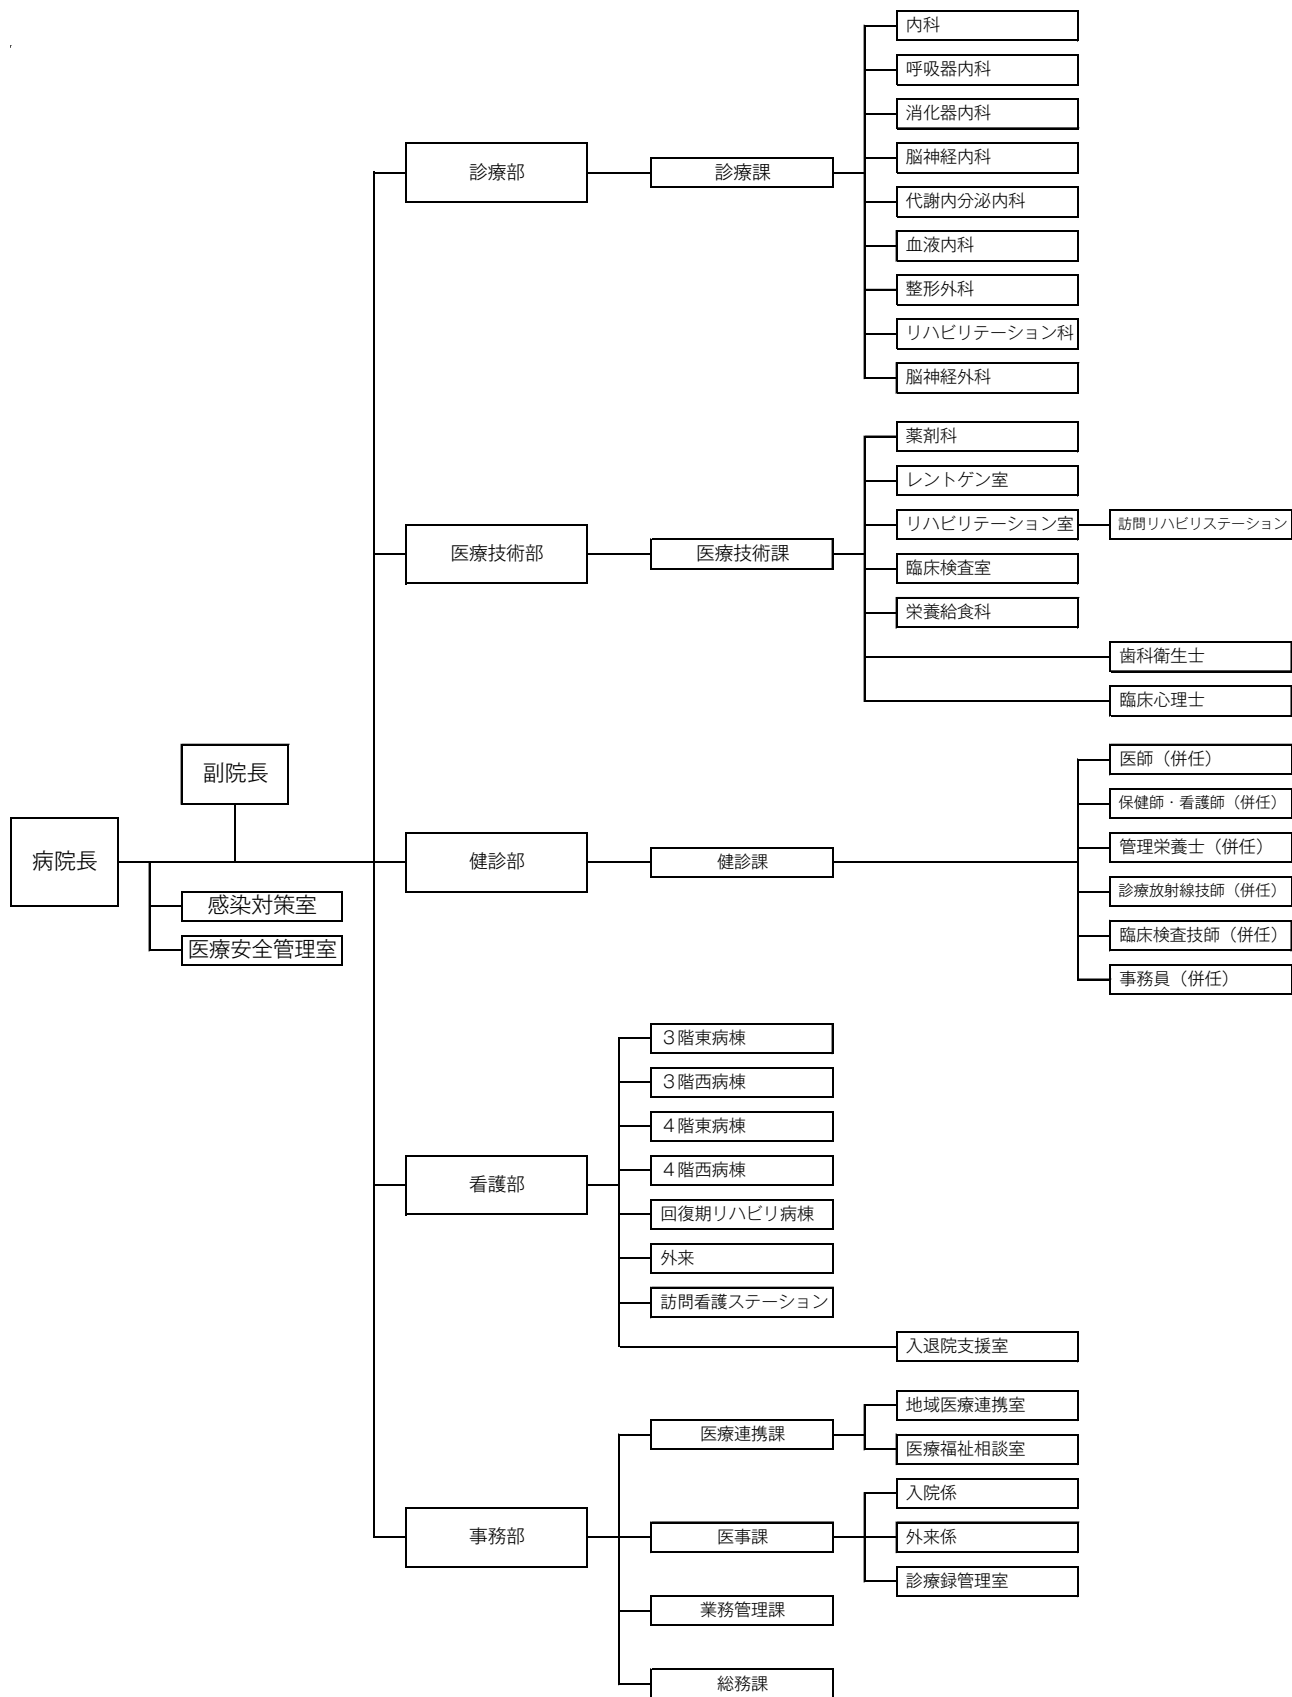 内科
呼吸器内科
消化器内科
脳神経内科
代謝内分泌内科
血液内科
整形外科
リハビリテーション科
脳神経外科
診療部
診療課
薬剤科
レントゲン室
リハビリテーション室
訪問リハビリステーション
臨床検査室
栄養給食科
歯科衛生士
臨床心理士
医療技術部
医療技術課
副院長
病院長
感染対策室
医療安全管理室
健診部
健診課
医師（併任）
保健師・看護師（併任）
管理栄養士（併任）
診療放射線技師（併任）
臨床検査技師（併任）
事務員（併任）
看護部
３階東病棟
３階西病棟
４階東病棟
４階西病棟
回復期リハビリ病棟
外来
訪問看護ステーション
入退院支援室
事務部
医療連携課
地域医療連携室
医療福祉相談室
医事課
入院係
外来係
診療録管理室
業務管理課
総務課